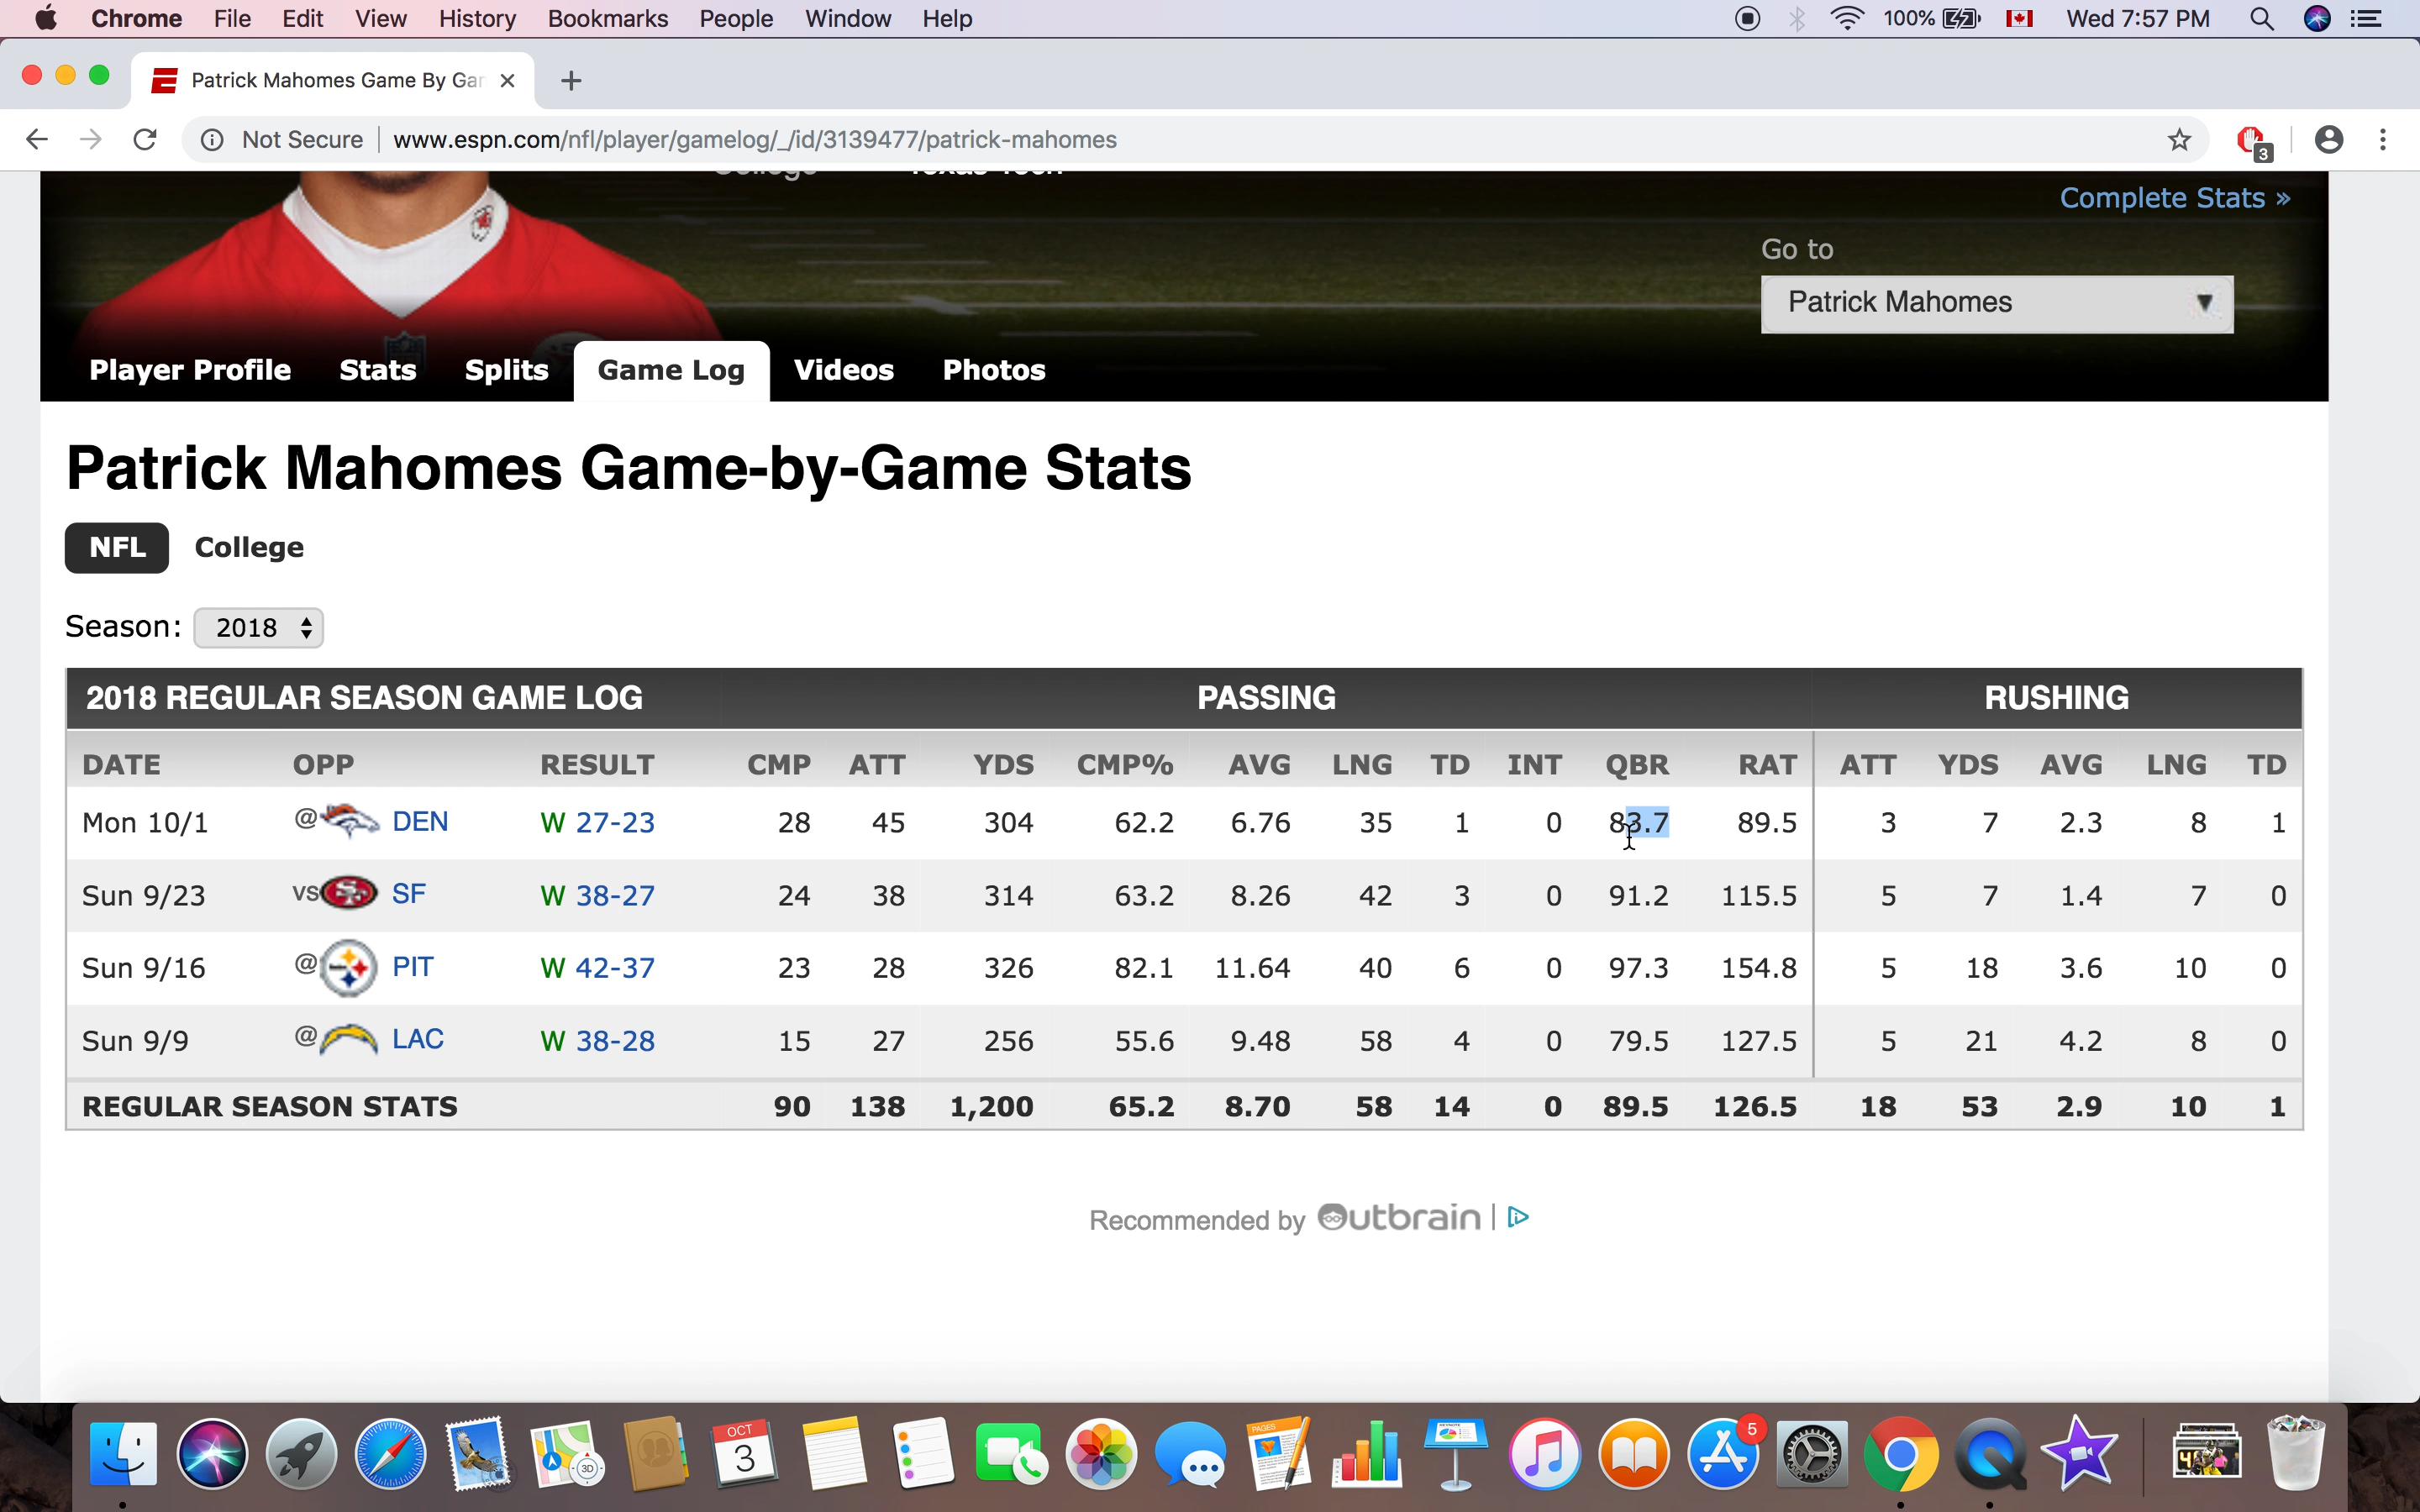 Chrome File Edit View History Bookmarks People Window Help 100% Wed 7:57 PM
Patrick Mahomes Game By Gar
Not Secure www.espn.com/nfl/player/gamelog/_/id/3139477/patrick-mahomes 3
College Texas Tech
Complete Stats »
Go to
Patrick Mahomes
Player Profile Stats Splits Game Log Videos Photos
Patrick Mahomes Game-by-Game Stats
NFL College
Season: 2018
2018 REGULAR SEASON GAME LOG PASSING RUSHING
DATE OPP RESULT CMP ATT YDS CMP% AVG LNG TD INT QBR RAT ATT YDS AVG LNG TD
Mon 10/1 @ DEN W 27-23 28 45 304 62.2 6.76 35 1 0 83.7 89.5 3 7 2.3 8 1
Sun 9/23 vs SF W 38-27 24 38 314 63.2 8.26 42 3 0 91.2 115.5 5 7 1.4 7 0
Sun 9/16 @ PIT W 42-37 23 28 326 82.1 11.64 40 6 0 97.3 154.8 5 18 3.6 10 0
Sun 9/9 @ LAC W 38-28 15 27 256 55.6 9.48 58 4 0 79.5 127.5 5 21 4.2 8 0
REGULAR SEASON STATS 90 138 1,200 65.2 8.70 58 14 0 89.5 126.5 18 53 2.9 10 1
Recommended by Outbrain
OCT
3
3D
PAGES
5